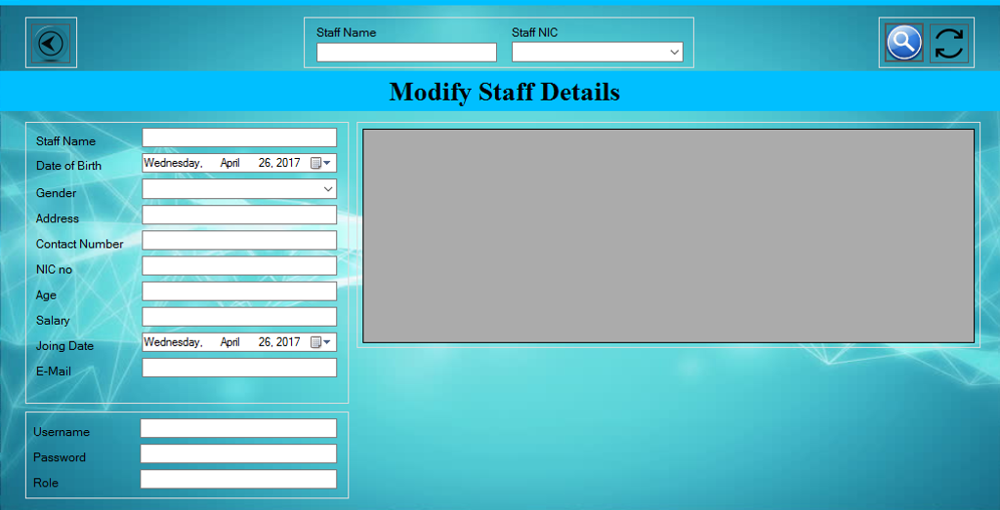 Staff Name Staff NIC
Modify Staff Details
Staff Name
Date of Birth Wednesday, April 26, 2017
Gender
Address
Contact Number
NIC no
Age
Salary
Joing Date Wednesday, April 26, 2017
E-Mail
Username
Password
Role